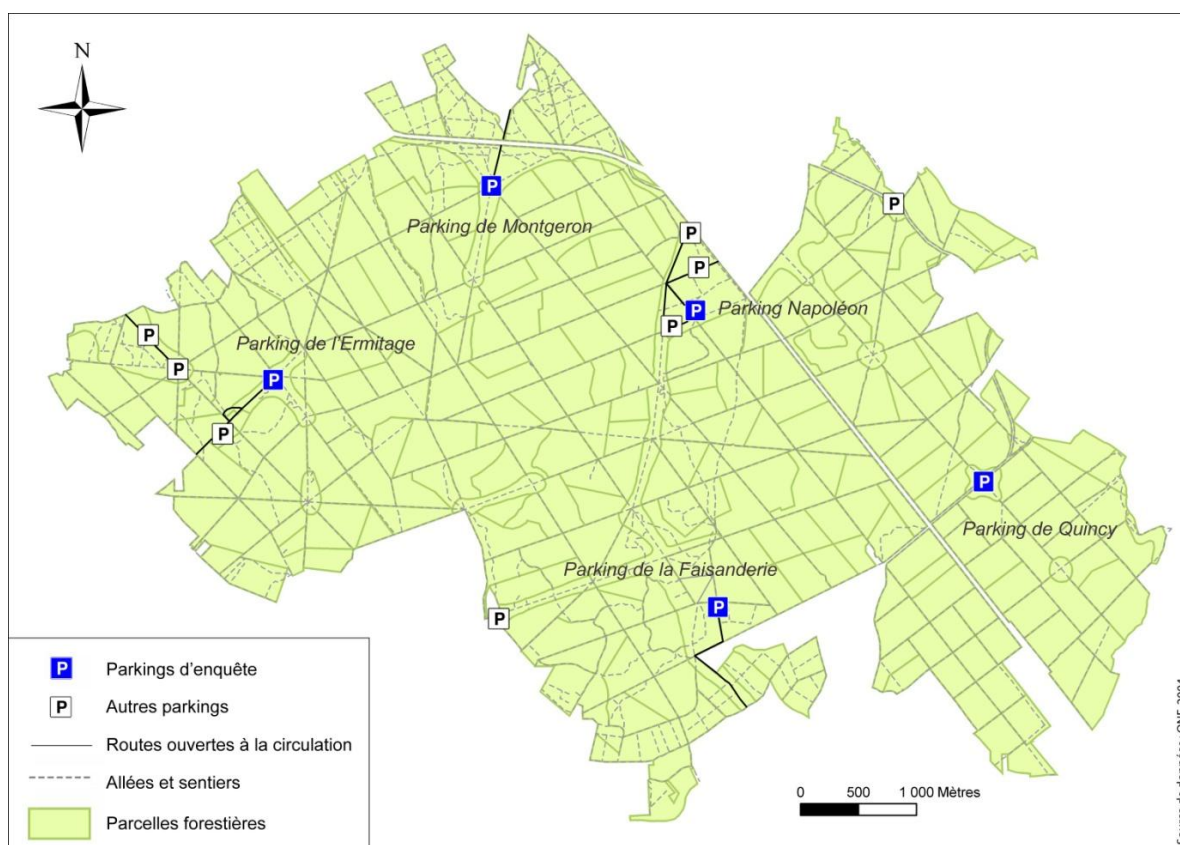 N
P
Parking de Montgeron
P
P
P
P
Parking Napoléon
P
P
P
Parking de l'Ermitage
P
P
P
Parking de Quincy
Parking de la Faisanderie
P
P
P Parkings d'enquête
P Autres parkings
Routes ouvertes à la circulation
Allées et sentiers
Parcelles forestières
0 500 1 000 Mètres